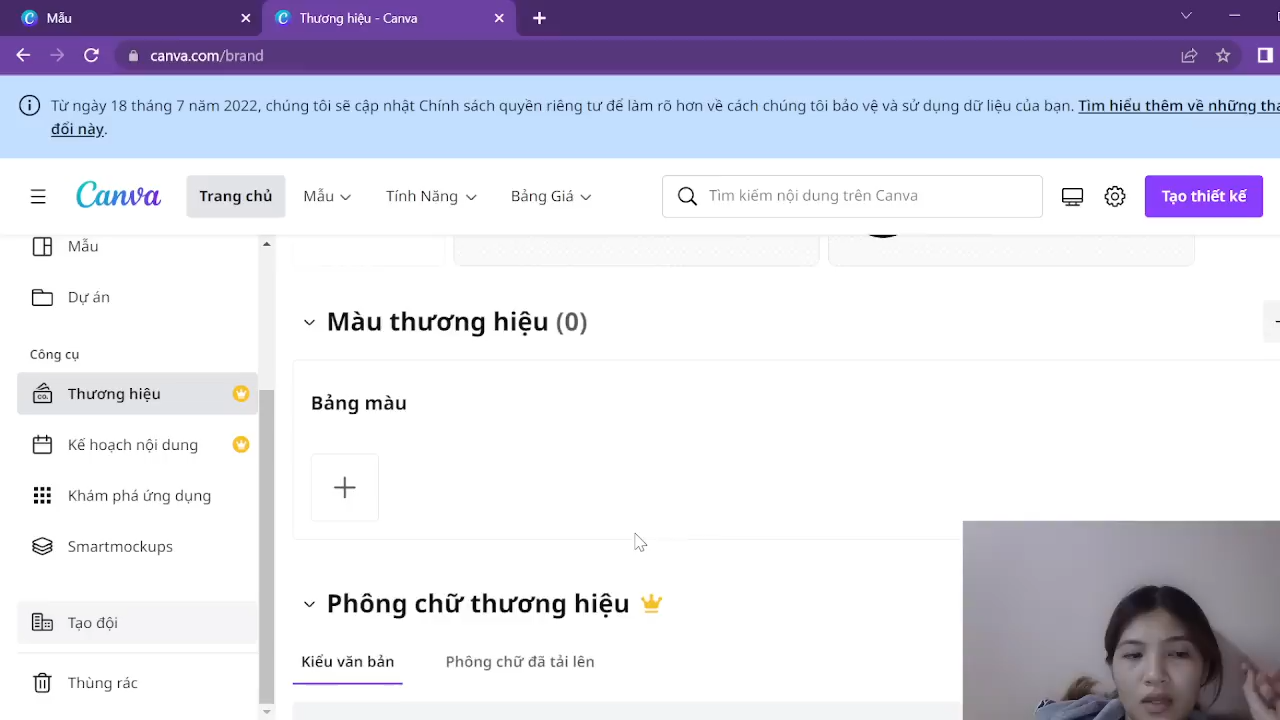 Mẫu
Thương hiệu - Canva
canva.com/brand
Từ ngày 18 tháng 7 năm 2022, chúng tôi sẽ cập nhật Chính sách quyền riêng tư để làm rõ hơn về cách chúng tôi bảo vệ và sử dụng dữ liệu của bạn. Tìm hiểu thêm về những
đổi này.
Canva
Trang chủ
Mẫu
Tính Năng
Bảng Giá
Tìm kiếm nội dung trên Canva
Tạo thiết kế
Mẫu
Dự án
Công cụ
CO.
Thương hiệu
Kế hoạch nội dung
Khám phá ứng dụng
Smartmockups
Tạo đội
Thùng rác
Màu thương hiệu (0)
Bảng màu
Phông chữ thương hiệu
Kiểu văn bản
Phông chữ đã tải lên